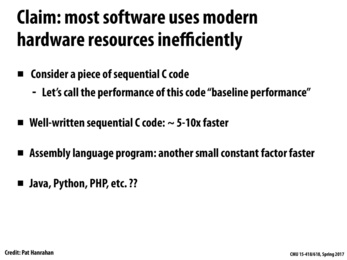 Claim: most software uses modern
hardware resources inefficiently
■ Consider a piece of sequential C code
- Let's call the performance of this code "baseline performance"
■ Well-written sequential C code: ~ 5-10x faster
■ Assembly language program: another small constant factor faster
■ Java, Python, PHP, etc. ??
Credit: Pat Hanrahan
CMU 15-418/618, Spring 2017